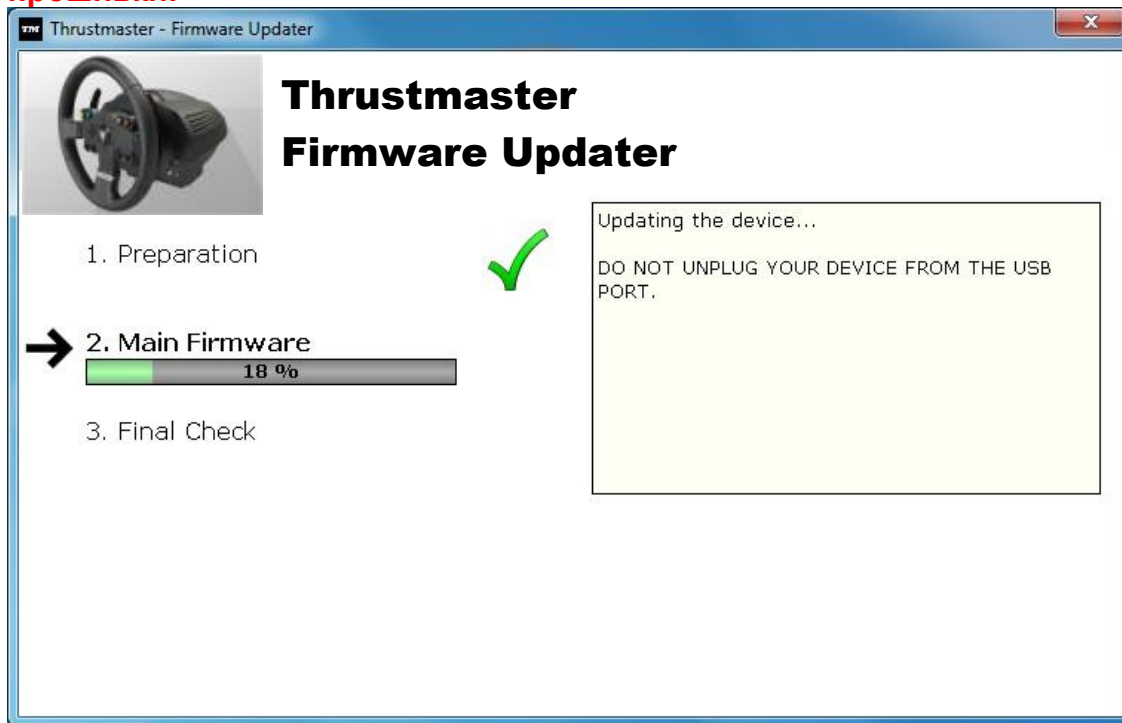 Thrustmaster - Firmware Updater
Thrustmaster
Firmware Updater
1. Preparation
2. Main Firmware
18 %
3. Final Check
Updating the device...
DO NOT UNPLUG YOUR DEVICE FROM THE USB
PORT.